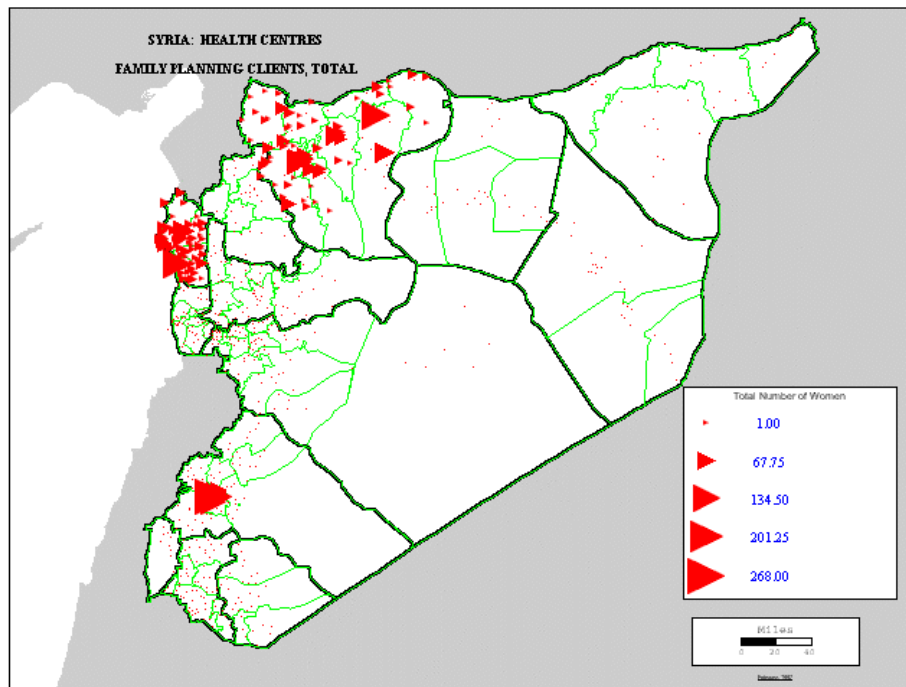 SYRIA: HEALTH CENTRES
FAMILY PLANNING CLIENTS, TOTAL
Total Number of Women
1.00
67.75
134.50
201.25
268.00
Miles
0 20 40